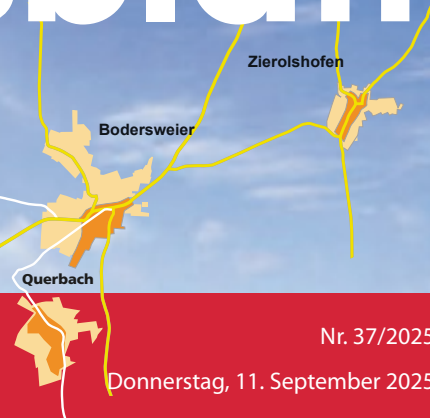 Zierolshofen
Bodersweier
Querbach
Nr. 37/2025
Donnerstag, 11. September 2025